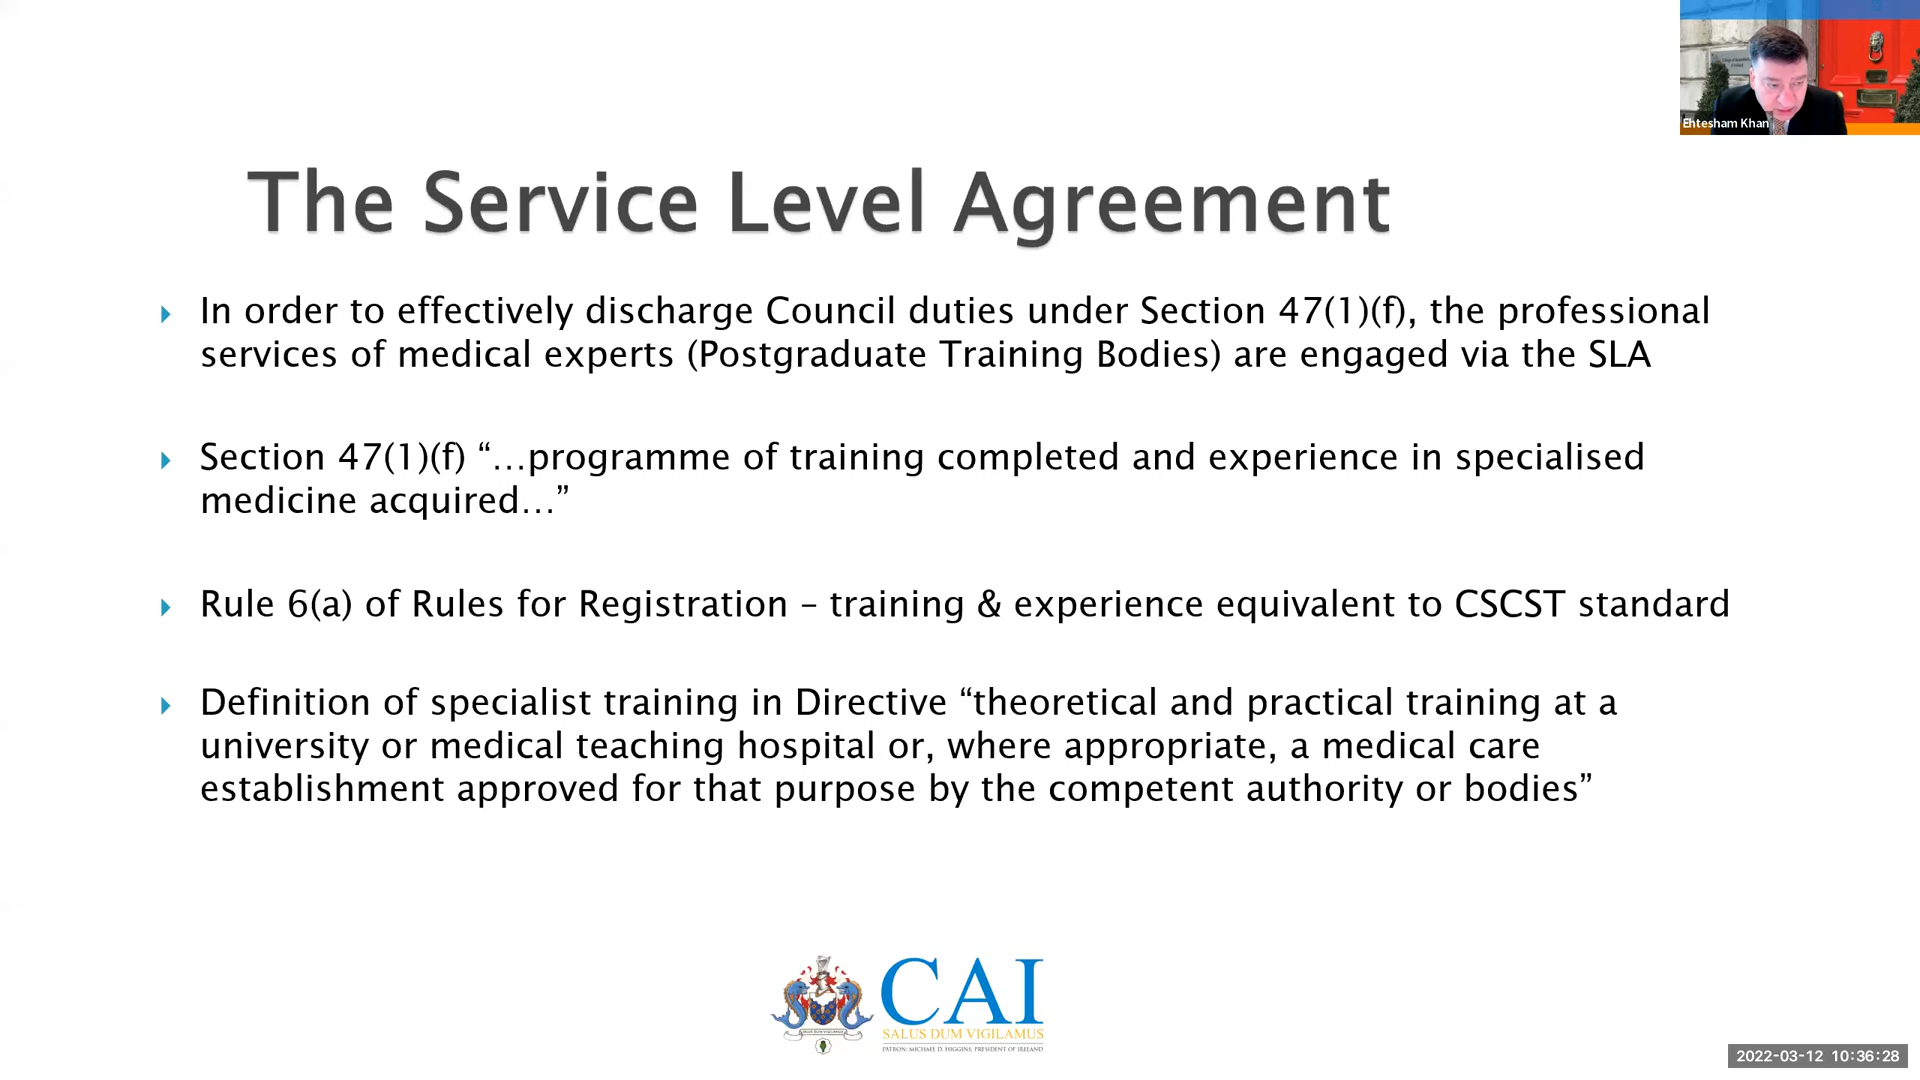 Ehtesham Khan
The Service Level Agreement
In order to effectively discharge Council duties under Section 47(1)(f), the professional
services of medical experts (Postgraduate Training Bodies) are engaged via the SLA
Section 47(1)(f) “…programme of training completed and experience in specialised
medicine acquired…”
Rule 6(a) of Rules for Registration – training & experience equivalent to CSCST standard
Definition of specialist training in Directive “theoretical and practical training at a
university or medical teaching hospital or, where appropriate, a medical care
establishment approved for that purpose by the competent authority or bodies”
CAI
SALUS DUM VIGILAMUS
SALUS DUM VIGILAMUS
PATRON: MICHAEL D. HIGGINS, PRESIDENT OF IRELAND
2022-03-12 10:36:28